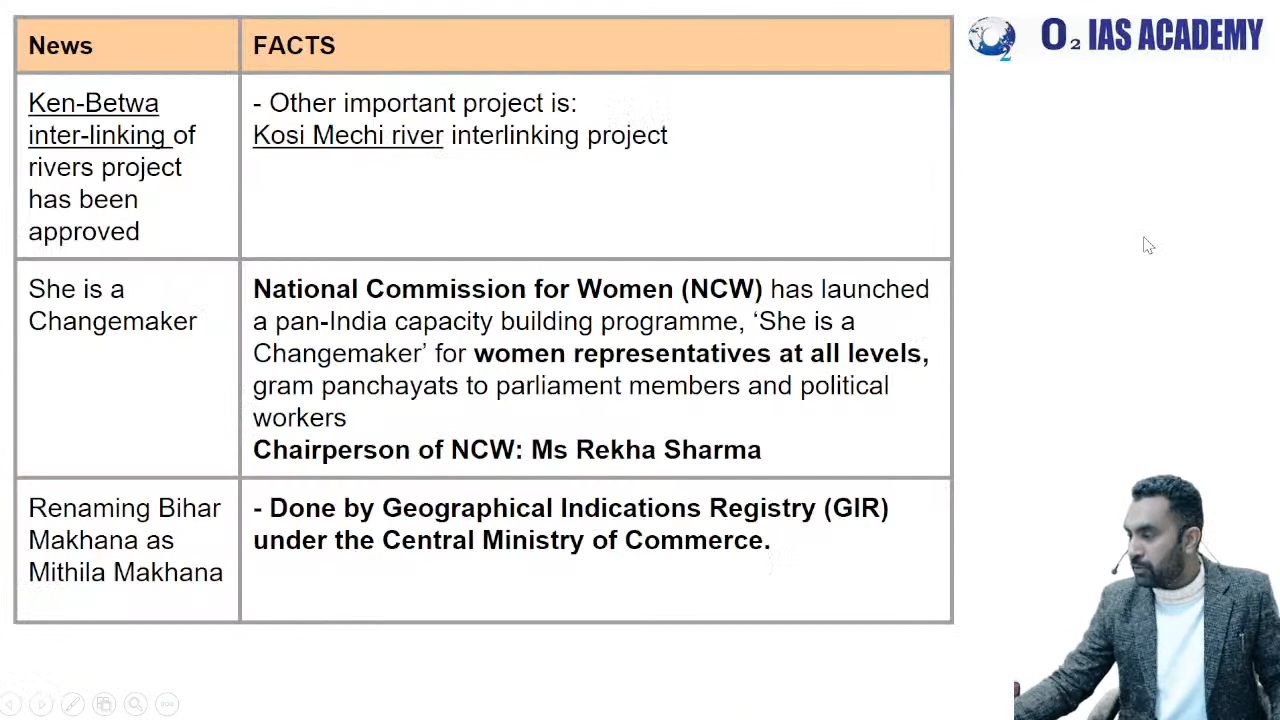 O2 IAS ACADEMY
News
FACTS
Ken-Betwa
inter-linking of
rivers project
has been
approved
- Other important project is:
Kosi Mechi river interlinking project
She is a
Changemaker
National Commission for Women (NCW) has launched
a pan-India capacity building programme, ‘She is a
Changemaker’ for women representatives at all levels,
gram panchayats to parliament members and political
workers
Chairperson of NCW: Ms Rekha Sharma
Renaming Bihar
Makhana as
Mithila Makhana
- Done by Geographical Indications Registry (GIR)
under the Central Ministry of Commerce.